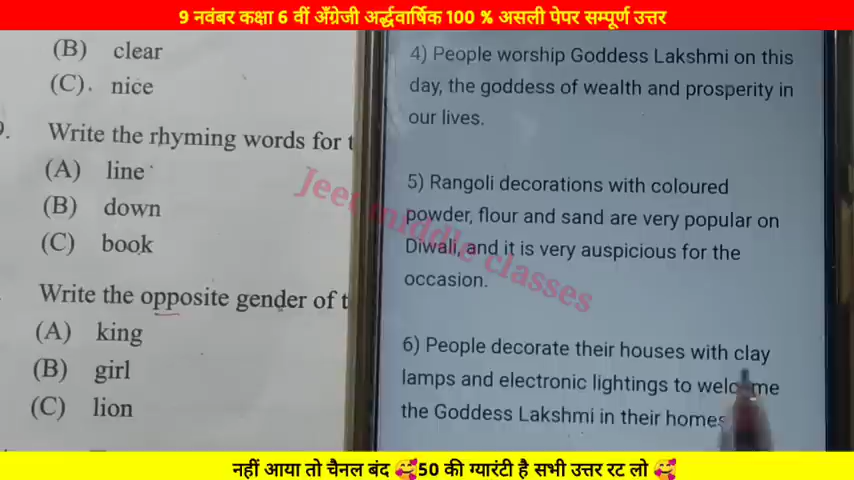 9 नवंबर कक्षा 6 वीं अँग्रेजी अर्द्धवार्षिक 100 % असली पेपर सम्पूर्ण उत्तर
(B) clear
(C). nice
9. Write the rhyming words for t
(A) line
(B) down
(C) book
Write the opposite gender of t
(A) king
(B) girl
(C) lion
4) People worship Goddess Lakshmi on this
day, the goddess of wealth and prosperity in
our lives.
5) Rangoli decorations with coloured
powder, flour and sand are very popular on
Diwali, and it is very auspicious for the
occasion.
6) People decorate their houses with clay
lamps and electronic lightings to welcome
the Goddess Lakshmi in their homes
Jeet middle classes
नहीं आया तो चैनल बंद 🥰50 की ग्यारंटी है सभी उत्तर रट लो 🥰